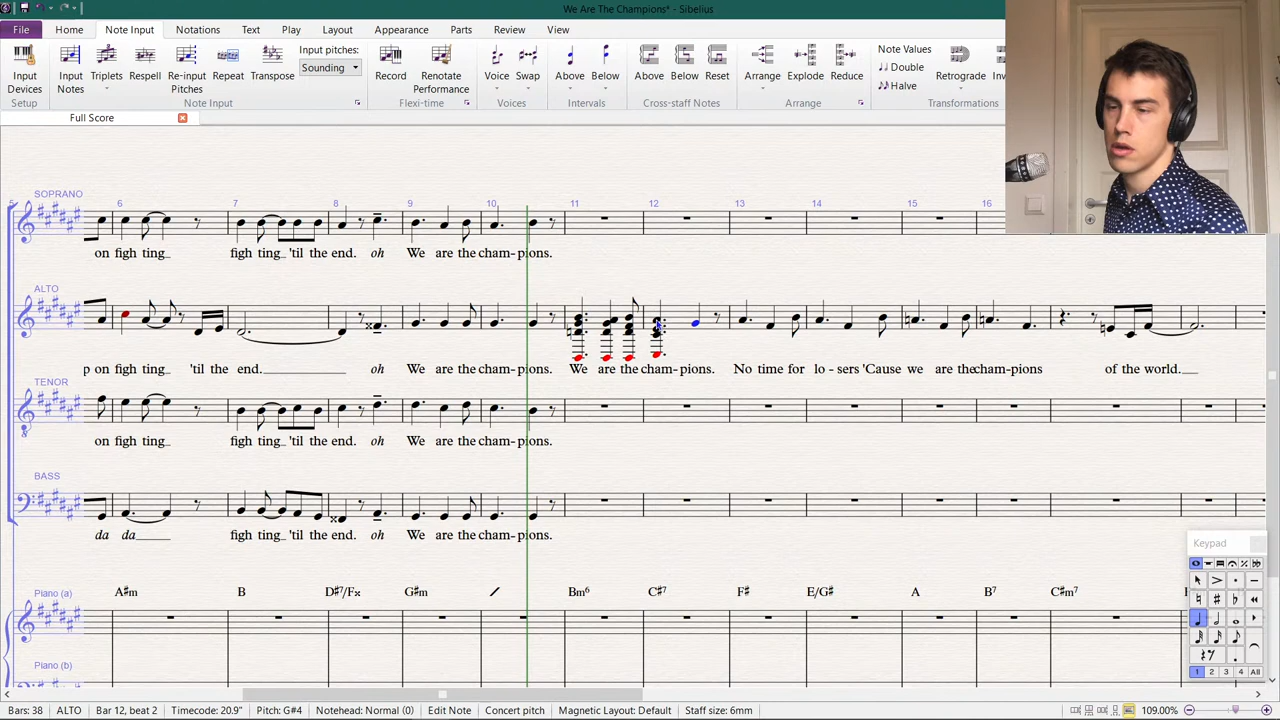 We Are The Champions* - Sibelius
File Home Note Input Notations Text Play Layout Appearance Parts Review View
Input Devices
Input Notes
Triplets
Respell
Re-input Pitches
Repeat
Transpose
Input pitches:
Sounding
Record
Renotate Performance
Voice Swap
Above Below
Above Below Reset
Arrange Explode Reduce
Note Values
Double
Halve
Retrograde
Setup Note Input Flexi-time Voices Intervals Cross-staff Notes Arrange Transformations
Full Score
SOPRANO
5 6 7 8 9 10 11 12 13 14 15 16
on figh ting_ figh ting_ 'til the end. oh We are the cham- pions.
ALTO
p on figh ting_ 'til the end. oh We are the cham- pions. We are the cham- pions. No time for lo - sers 'Cause we are the cham-pions of the world.
TENOR
on figh ting_ figh ting_ 'til the end. oh We are the cham- pions.
BASS
da da figh ting_ 'til the end. oh We are the cham- pions.
Keypad
Piano (a)
A#m B D#7/Fx G#m Bm6 C#7 F# E/G# A B7 C#m7
Piano (b)
1 2 3 4 All
Bars: 38 ALTO Bar 12, beat 2 Timecode: 20.9" Pitch: G#4 Notehead: Normal (0) Edit Note Concert pitch Magnetic Layout: Default Staff size: 6mm 109.00%